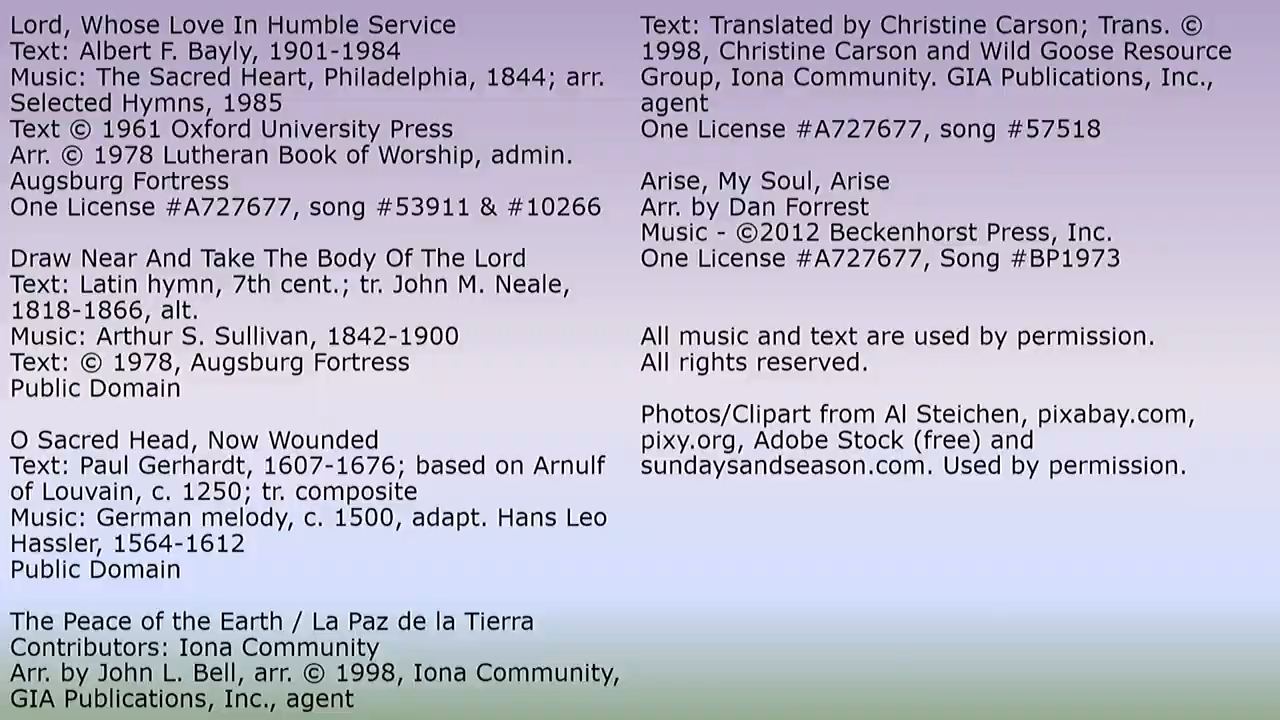 Lord, Whose Love In Humble Service
Text: Albert F. Bayly, 1901-1984
Music: The Sacred Heart, Philadelphia, 1844; arr.
Selected Hymns, 1985
Text © 1961 Oxford University Press
Arr. © 1978 Lutheran Book of Worship, admin.
Augsburg Fortress
One License #A727677, song #53911 & #10266
Draw Near And Take The Body Of The Lord
Text: Latin hymn, 7th cent.; tr. John M. Neale,
1818-1866, alt.
Music: Arthur S. Sullivan, 1842-1900
Text: © 1978, Augsburg Fortress
Public Domain
O Sacred Head, Now Wounded
Text: Paul Gerhardt, 1607-1676; based on Arnulf
of Louvain, c. 1250; tr. composite
Music: German melody, c. 1500, adapt. Hans Leo
Hassler, 1564-1612
Public Domain
The Peace of the Earth / La Paz de la Tierra
Contributors: Iona Community
Arr. by John L. Bell, arr. © 1998, Iona Community,
GIA Publications, Inc., agent
Text: Translated by Christine Carson; Trans. ©
1998, Christine Carson and Wild Goose Resource
Group, Iona Community. GIA Publications, Inc.,
agent
One License #A727677, song #57518
Arise, My Soul, Arise
Arr. by Dan Forrest
Music - ©2012 Beckenhorst Press, Inc.
One License #A727677, Song #BP1973
All music and text are used by permission.
All rights reserved.
Photos/Clipart from Al Steichen, pixabay.com,
pixy.org, Adobe Stock (free) and
sundaysandseason.com. Used by permission.